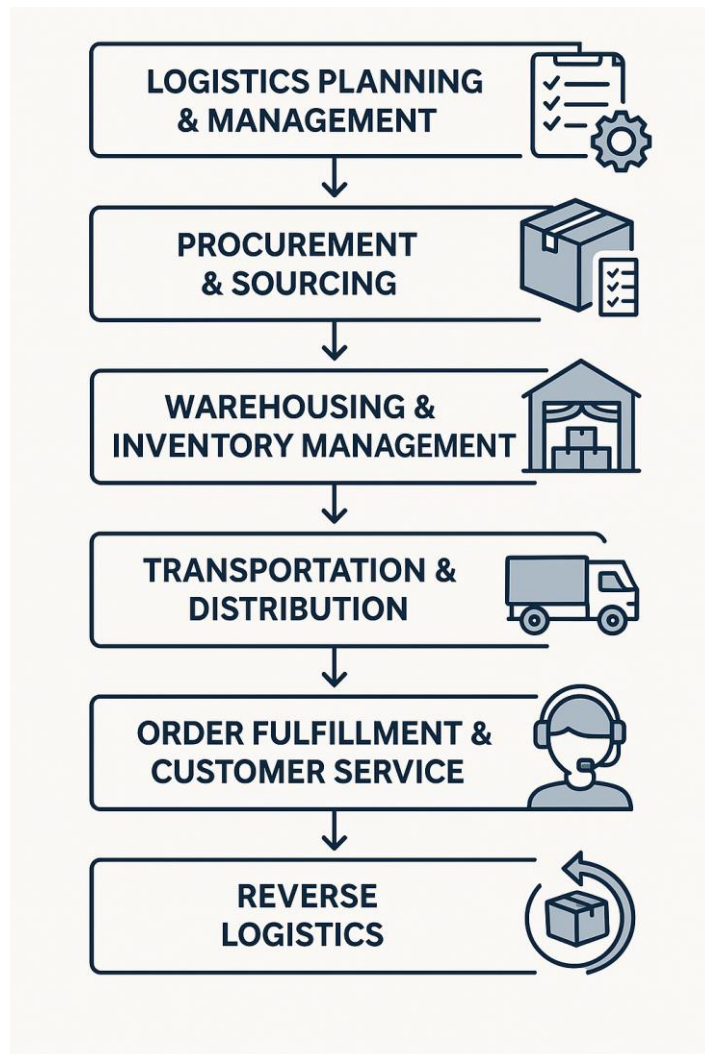 LOGISTICS PLANNING
& MANAGEMENT
PROCUREMENT
& SOURCING
WAREHOUSING &
INVENTORY MANAGEMENT
TRANSPORTATION &
DISTRIBUTION
ORDER FULFILLMENT &
CUSTOMER SERVICE
REVERSE
LOGISTICS